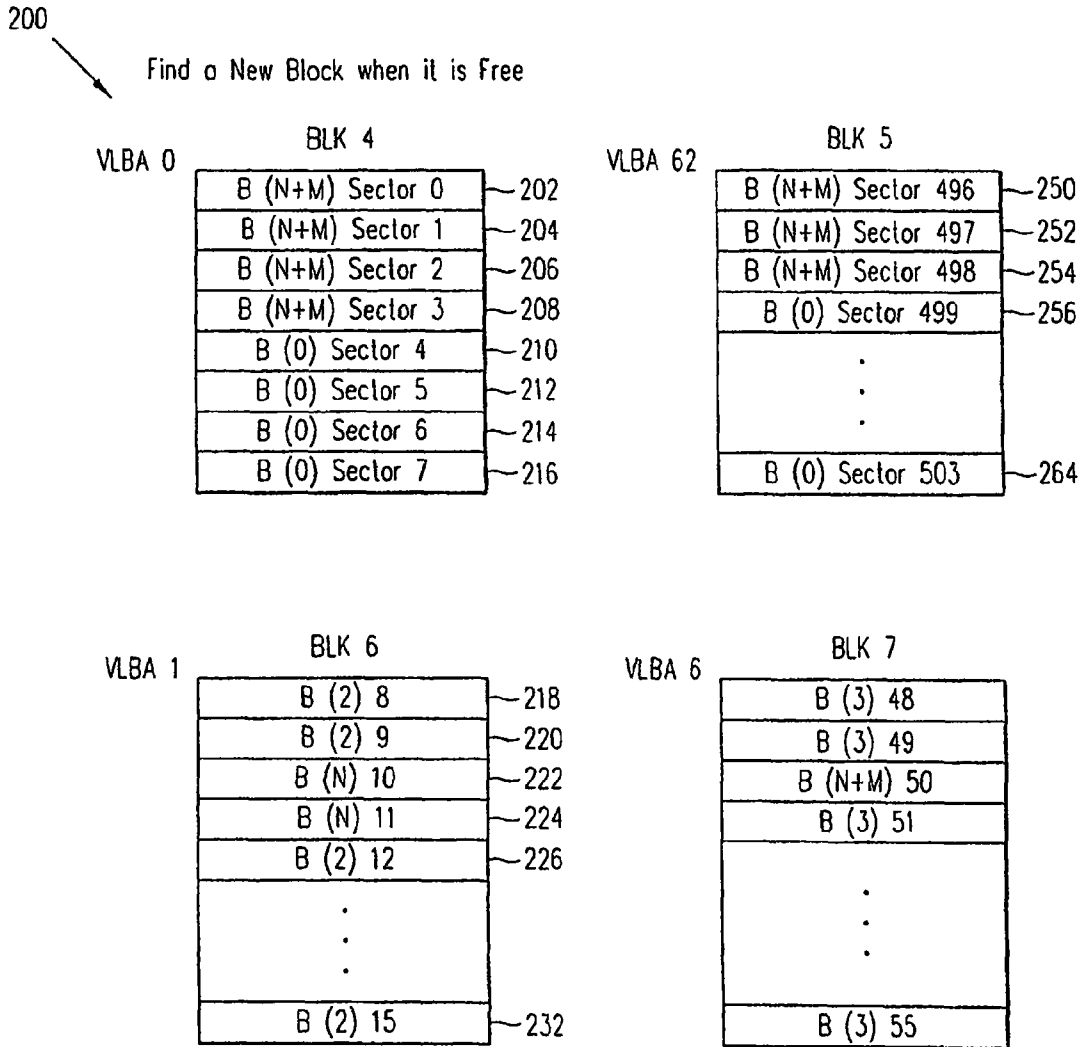 200
Find a New Block when it is Free
BLK 4
VLBA 0
B (N+M) Sector 0
202
B (N+M) Sector 1
204
B (N+M) Sector 2
206
B (N+M) Sector 3
208
B (0) Sector 4
210
B (0) Sector 5
212
B (0) Sector 6
214
B (0) Sector 7
216
BLK 5
VLBA 62
B (N+M) Sector 496
250
B (N+M) Sector 497
252
B (N+M) Sector 498
254
B (0) Sector 499
256
B (0) Sector 503
264
BLK 6
VLBA 1
B (2) 8
218
B (2) 9
220
B (N) 10
222
B (N) 11
224
B (2) 12
226
B (2) 15
232
BLK 7
VLBA 6
B (3) 48
B (3) 49
B (N+M) 50
B (3) 51
B (3) 55